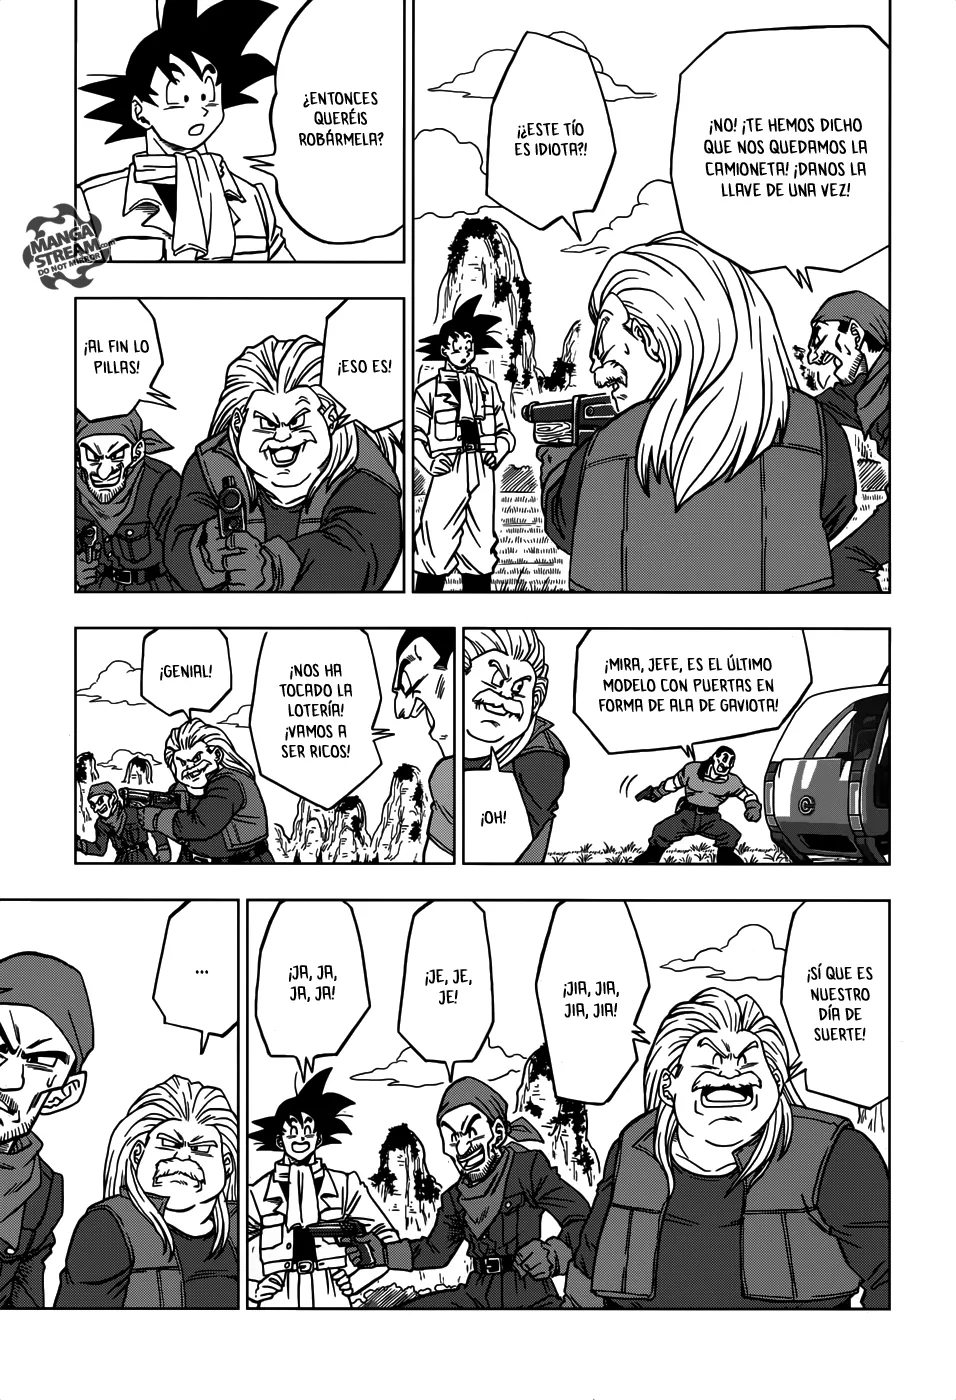 ¡NO! ¡TE HEMOS DICHO
QUE NOS QUEDAMOS LA
CAMIONETA! ¡DANOS LA
LLAVE DE UNA VEZ!
¡¿ESTE TÍO
ES IDIOTA?!
¿ENTONCES
QUERÉIS
ROBÁRMELA?
MANGA
STREAM.com
DO NOT MIRROR
¡ESO ES!
¡AL FIN LO
PILLAS!
¡MIRA, JEFE, ES EL ÚLTIMO
MODELO CON PUERTAS EN
FORMA DE ALA DE GAVIOTA!
¡OH!
¡NOS HA
TOCADO LA
LOTERÍA!
¡VAMOS A
SER RICOS!
¡GENIAL!
¡SÍ QUE ES
NUESTRO
DÍA DE
SUERTE!
¡JIA, JIA,
JIA, JIA!
¡JE, JE,
JE!
¡JA, JA,
JA, JA!
...